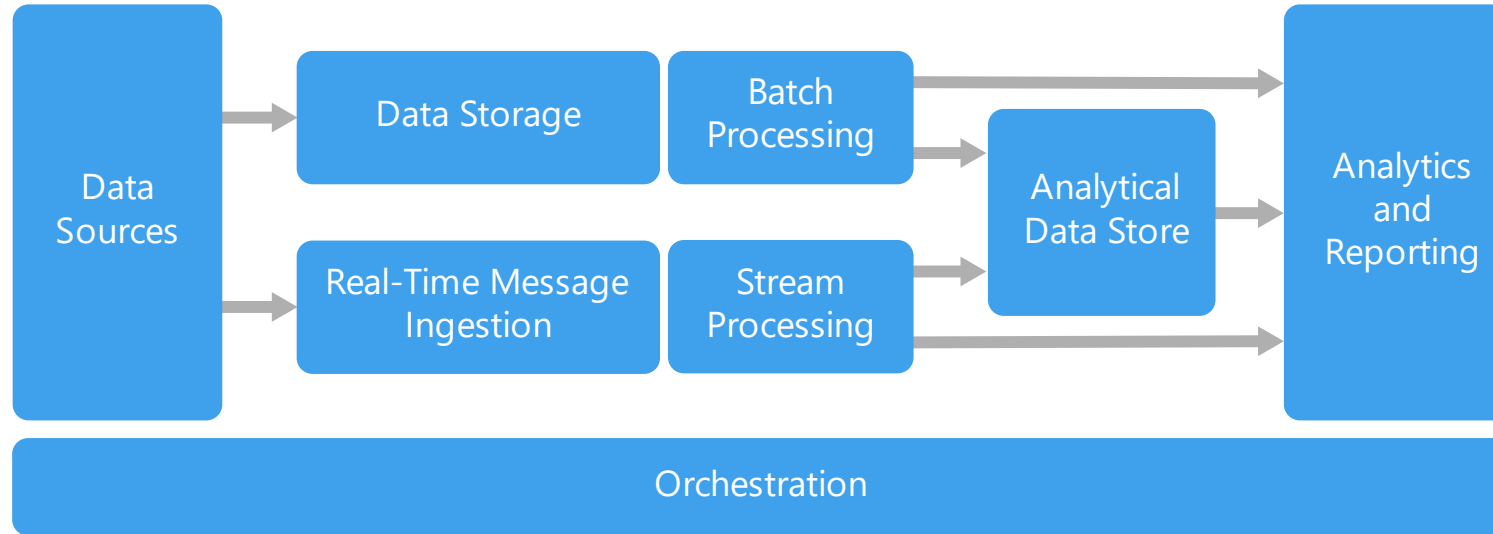 Data
Sources
Data Storage
Batch
Processing
Real-Time Message
Ingestion
Stream
Processing
Analytical
Data Store
Analytics
and
Reporting
Orchestration